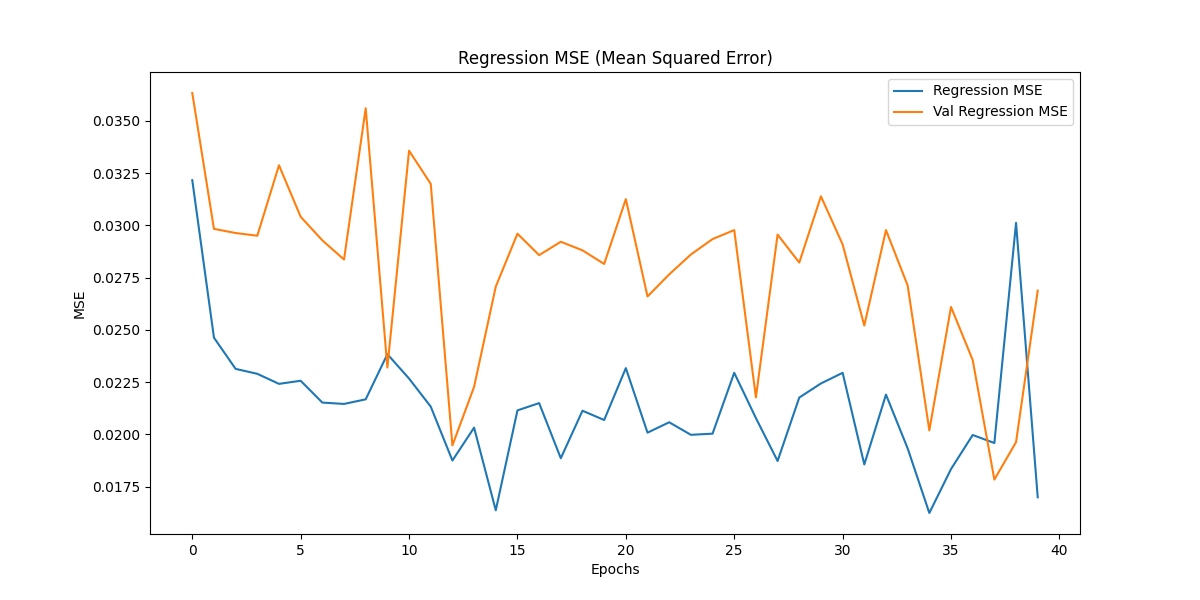 Regression MSE (Mean Squared Error)
Regression MSE
Val Regression MSE
0.0350
0.0325
0.0300
0.0275
0.0250
0.0225
0.0200
0.0175
MSE
0 5 10 15 20 25 30 35 40
Epochs